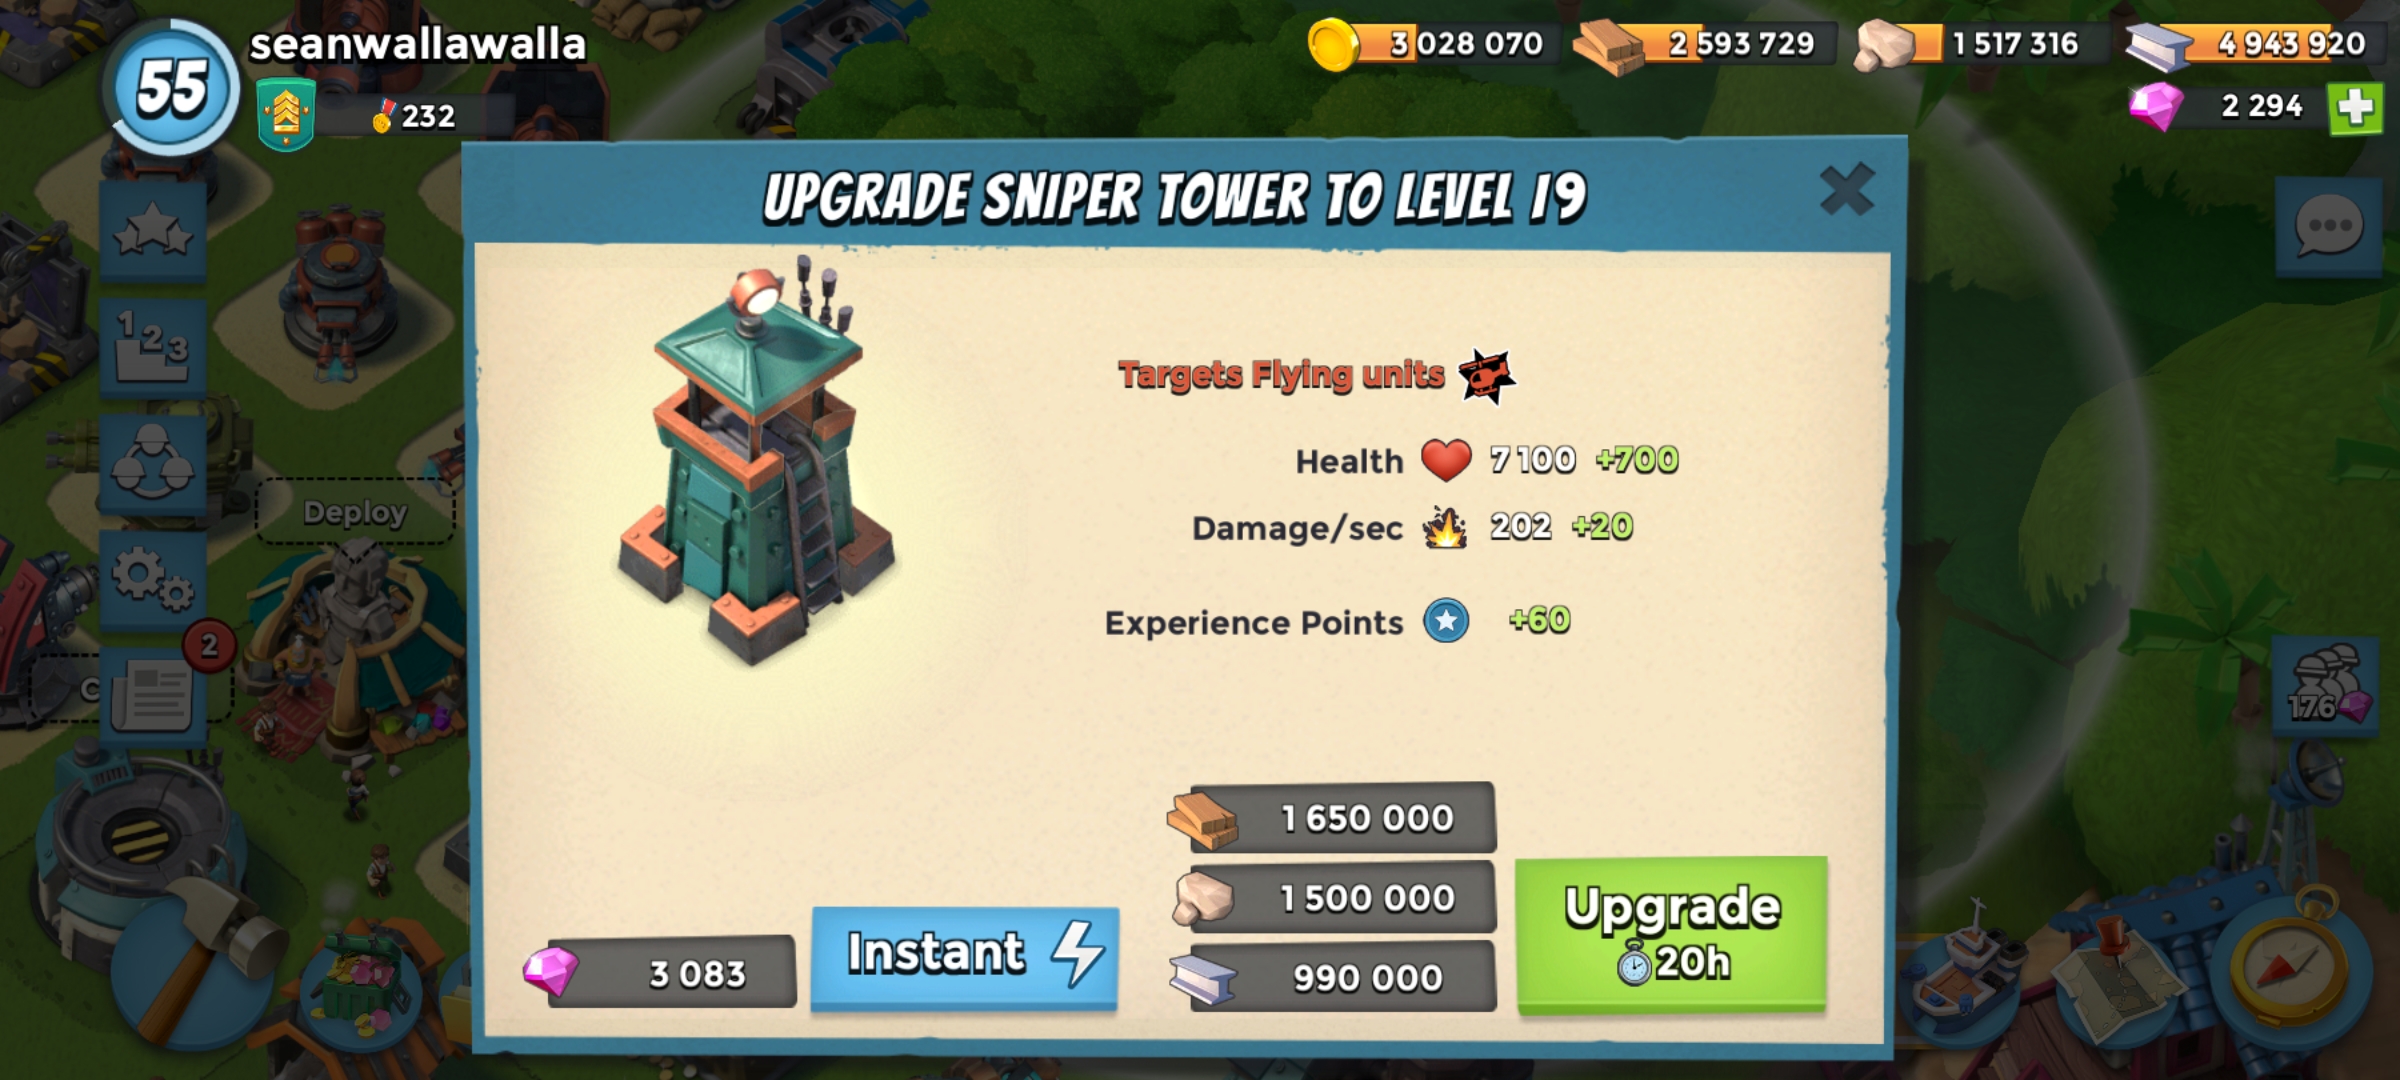 55
seanwallawalla
232
3 028 070
2 593 729
1 517 316
4 943 920
2 294
UPGRADE SNIPER TOWER TO LEVEL 19
123
Deploy
2
C
Targets Flying units
Health 7 100 +700
Damage/sec 202 +20
Experience Points +60
176
1 650 000
1 500 000
990 000
3 083
Instant
Upgrade
20h